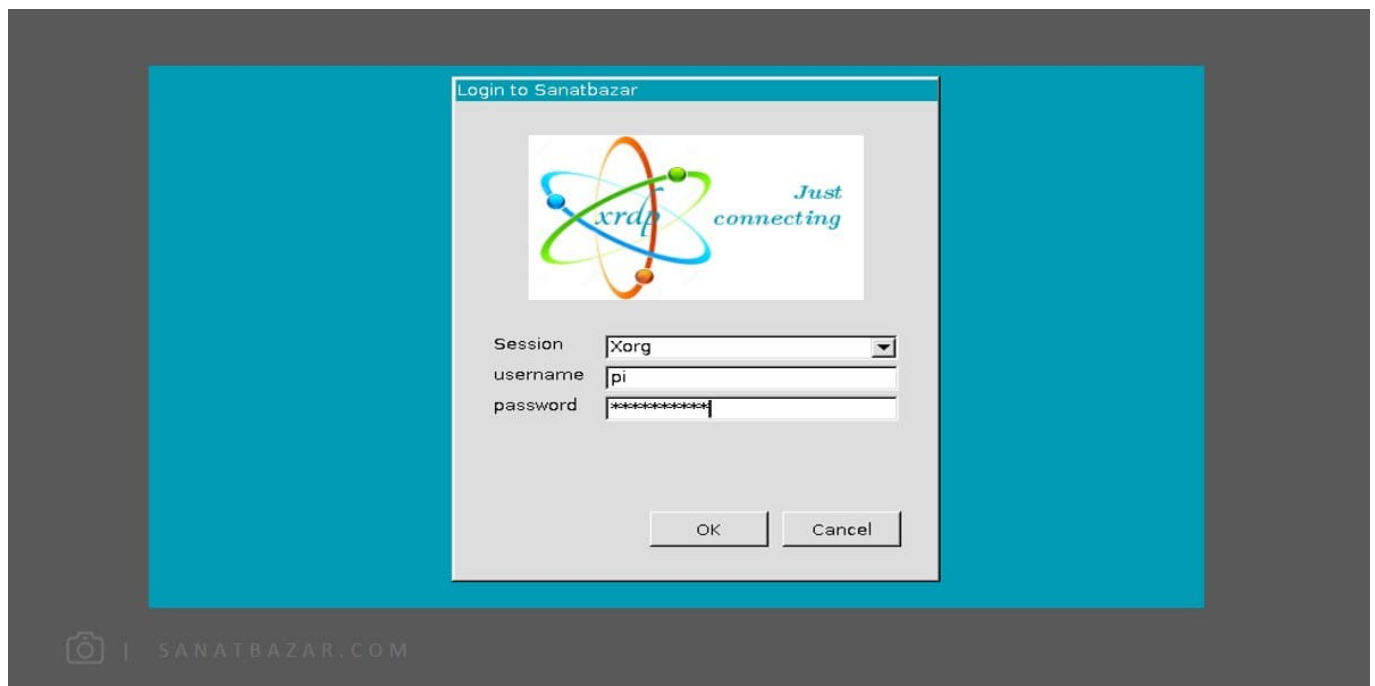 Login to Sanatbazar
xrdp
Just
connecting
Session
Xorg
username
pi
password
***********
OK
Cancel
| SANATBAZAR.COM